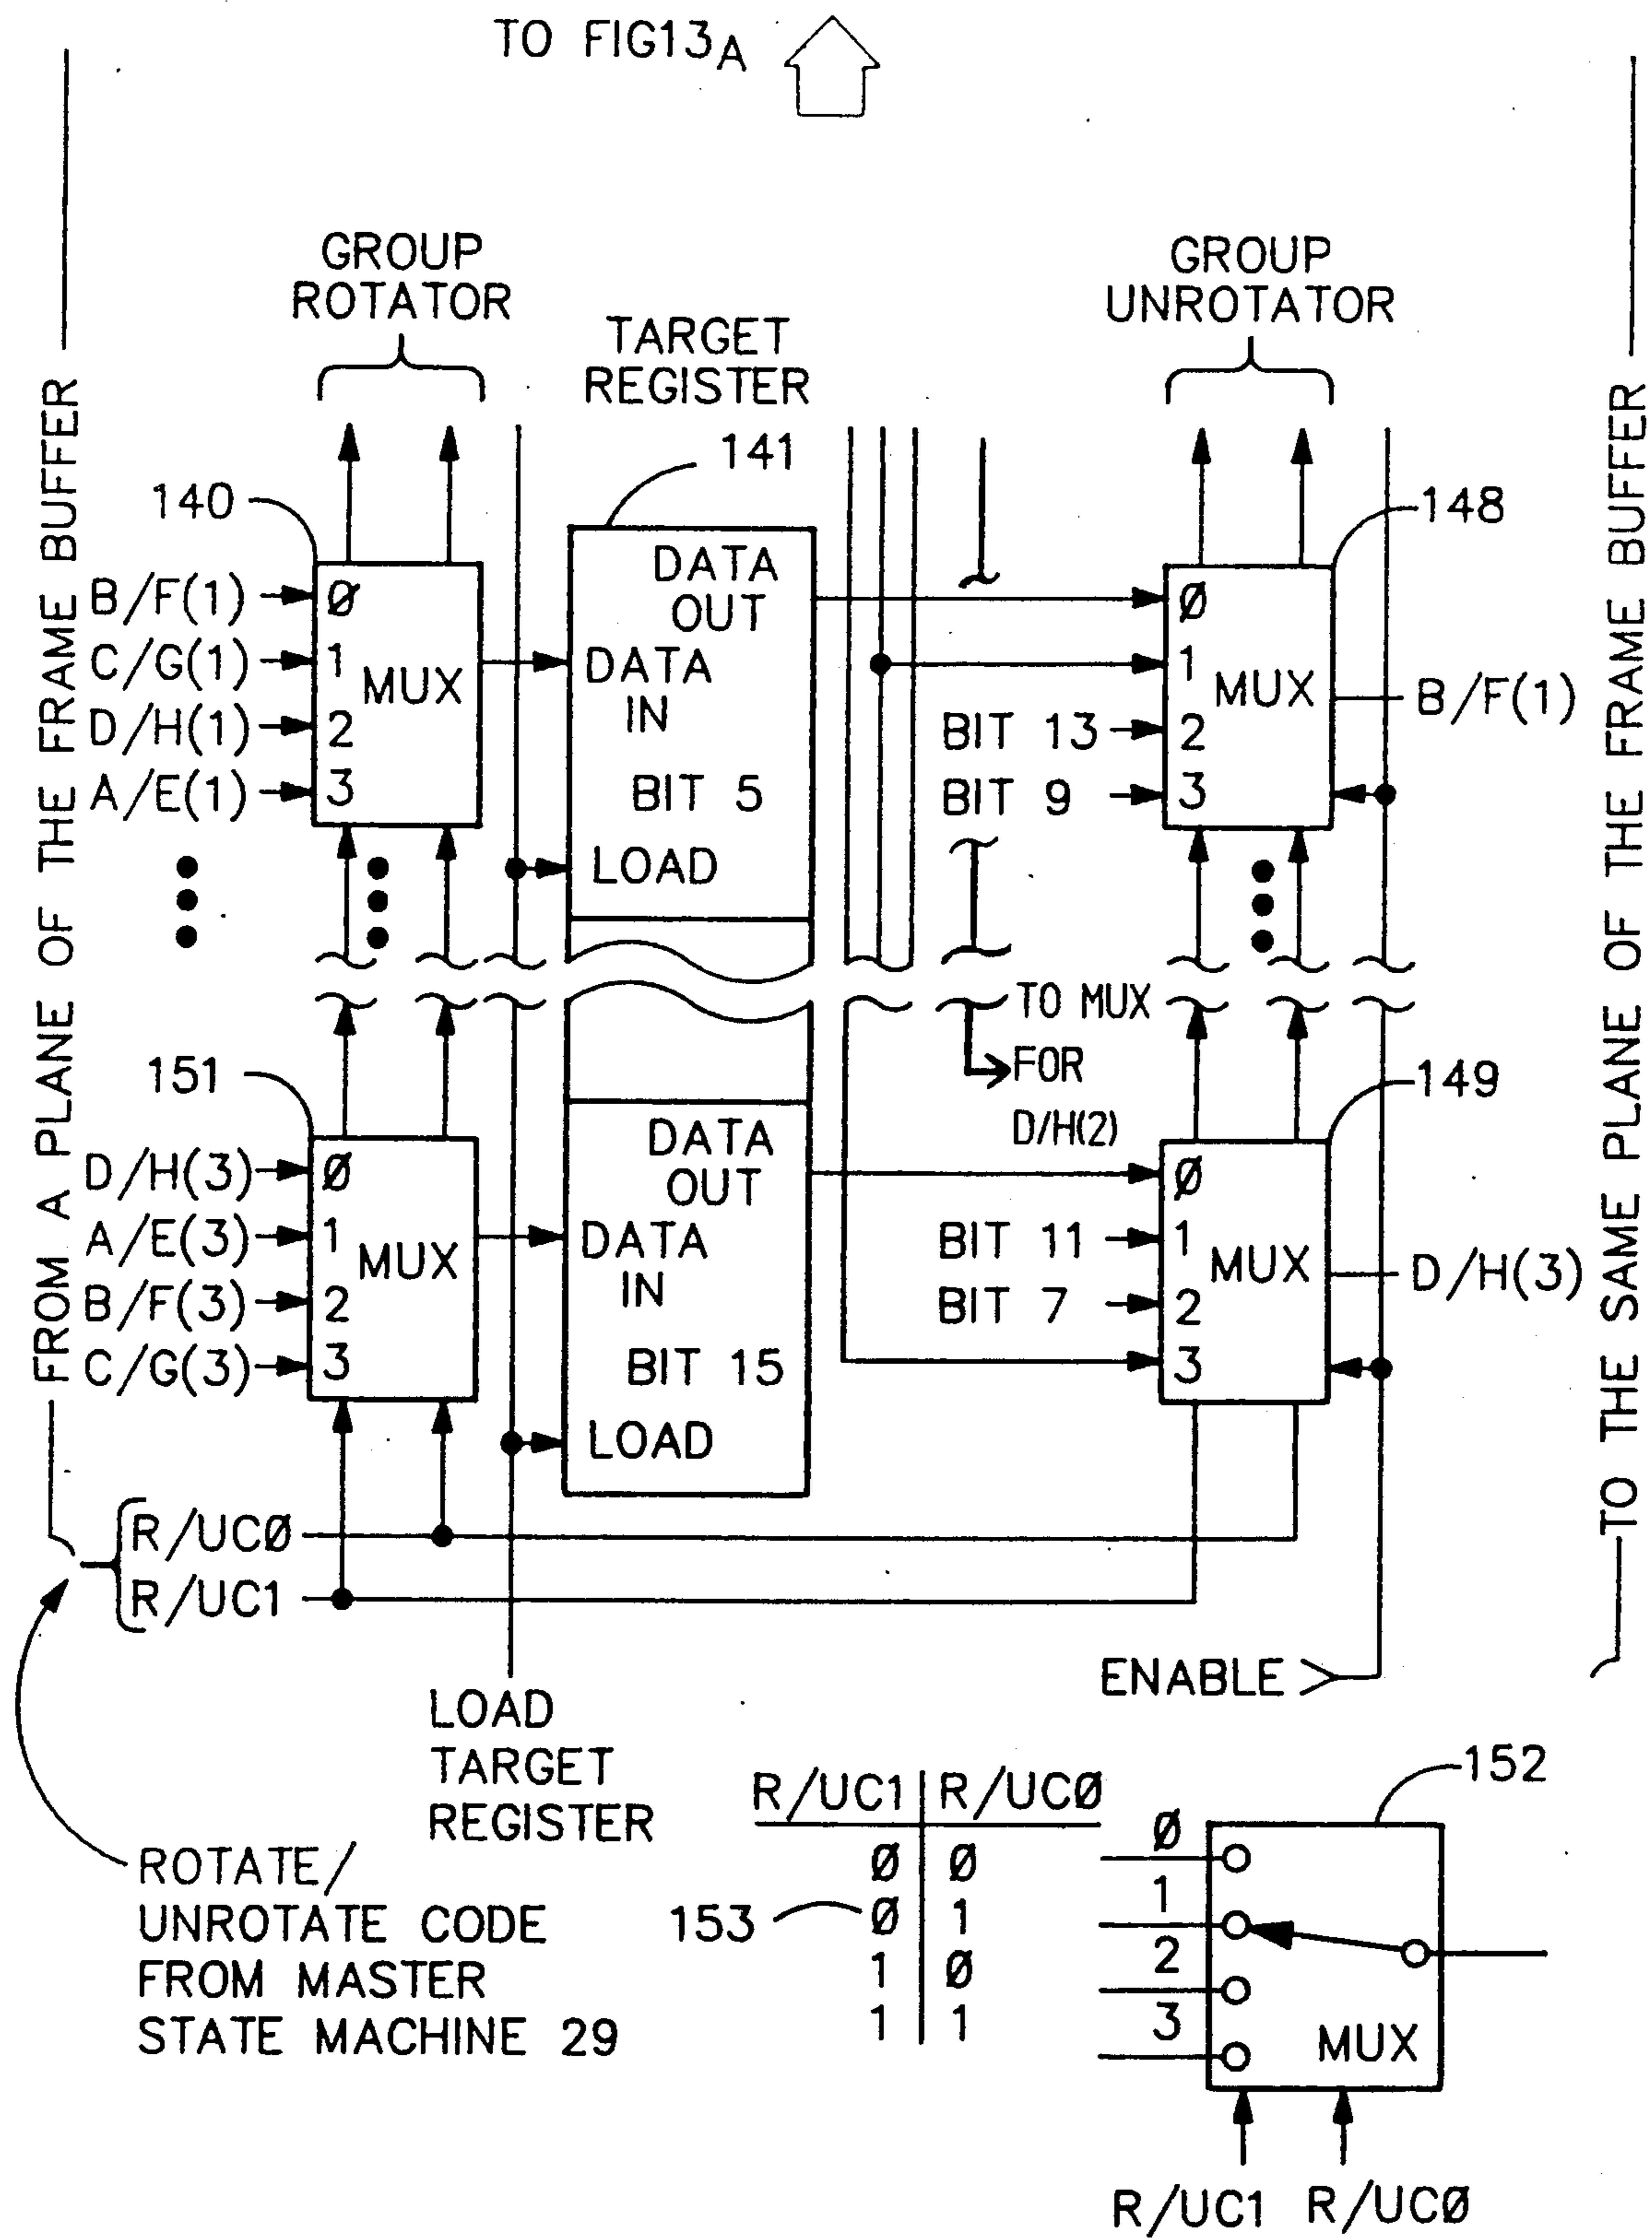 TO FIG13A
GROUP
ROTATOR
GROUP
UNROTATOR
TARGET
REGISTER
FROM A PLANE OF THE FRAME BUFFER
TO THE SAME PLANE OF THE FRAME BUFFER
140
141
148
B/F(1)
C/G(1)
D/H(1)
A/E(1)
Ø
1
2
3
MUX
DATA
OUT
DATA
IN
BIT 5
LOAD
BIT 13
BIT 9
Ø
1
2
3
MUX
B/F(1)
TO MUX
FOR
D/H(2)
151
149
D/H(3)
A/E(3)
B/F(3)
C/G(3)
Ø
1
2
3
MUX
DATA
OUT
DATA
IN
BIT 15
LOAD
BIT 11
BIT 7
Ø
1
2
3
MUX
D/H(3)
R/UCØ
R/UC1
ENABLE
LOAD
TARGET
REGISTER
ROTATE/
UNROTATE CODE
FROM MASTER
STATE MACHINE 29
R/UC1 R/UCØ
Ø Ø
153 Ø 1
1 Ø
1 1
152
Ø
1
2
3
MUX
R/UC1 R/UCØ